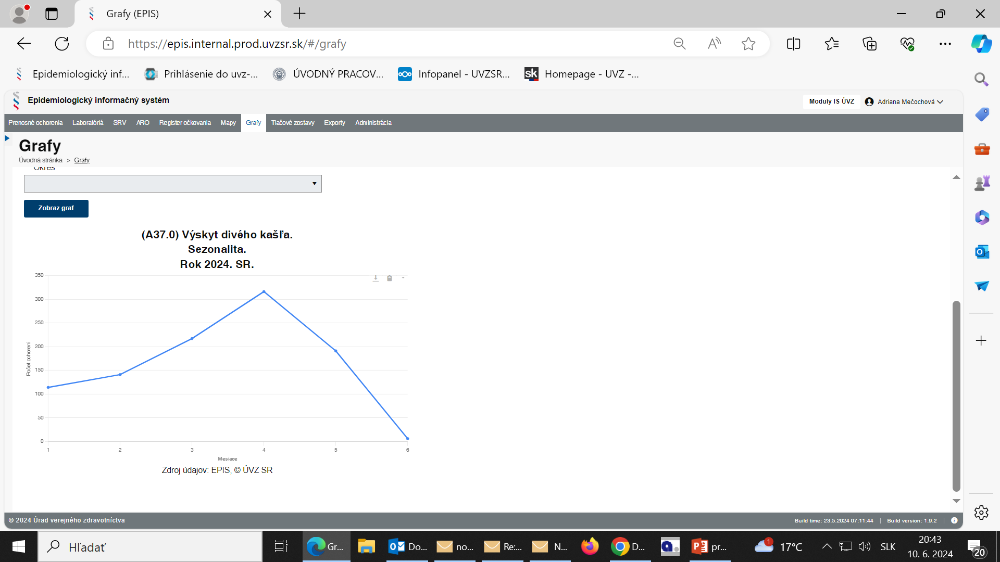 Grafy (EPIS)
https://epis.internal.prod.uvzsr.sk/#/grafy
Epidemiologický inf...
Prihlásenie do uvz-...
ÚVODNÝ PRACOV...
Infopanel - UVZSR...
sk
Homepage - UVZ -...
Epidemiologický informačný systém
Moduly IS ÚVZ
Adriana Mečochová
Prenosné ochorenia
Laboratóriá
SRV
ARO
Register očkovania
Mapy
Grafy
Tlačové zostavy
Exporty
Administrácia
Grafy
Úvodná stránka > Grafy
Okres
Zobraz graf
(A37.0) Výskyt divého kašľa.
Sezonalita.
Rok 2024. SR.
350
300
250
200
150
100
50
0
Počet ochorení
1 2 3 4 5 6
Mesiace
Zdroj údajov: EPIS, © ÚVZ SR
© 2024 Úrad verejného zdravotníctva
Build time: 23.5.2024 07:11:44 | Build version: 1.9.2 |
Hľadať
Gr...
Do...
no...
Re:...
N...
D...
a.
pr...
1
17°C
SLK
20:43
10. 6. 2024
20